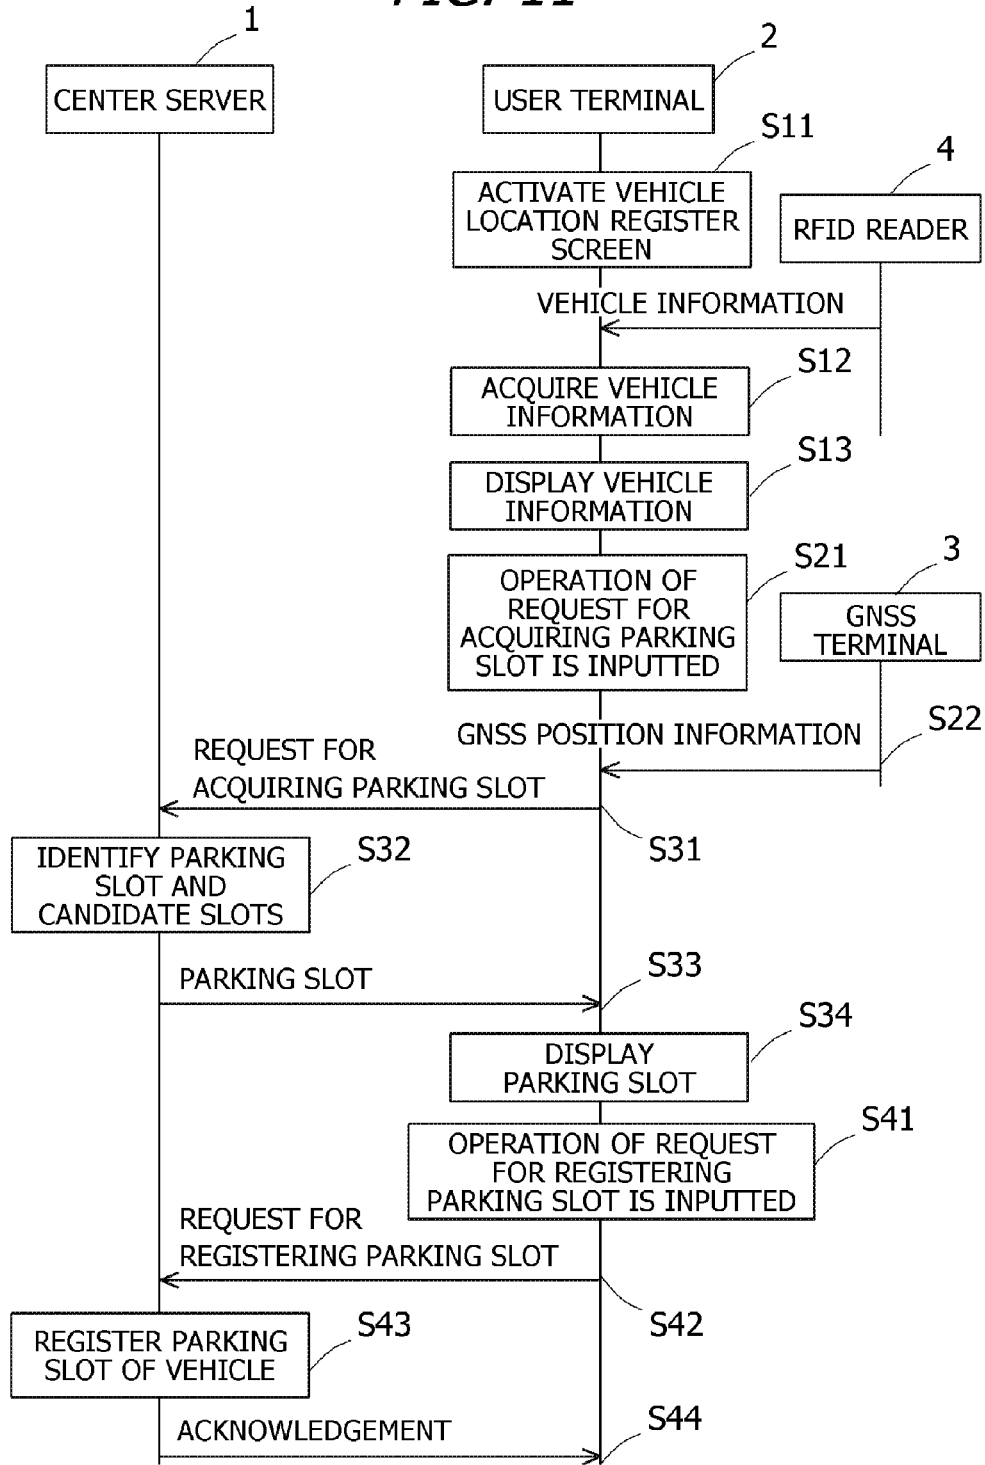 FIG. 11
1
2
CENTER SERVER
USER TERMINAL
S11
4
ACTIVATE VEHICLE
LOCATION REGISTER
SCREEN
RFID READER
VEHICLE INFORMATION
S12
ACQUIRE VEHICLE
INFORMATION
S13
DISPLAY VEHICLE
INFORMATION
S21
3
OPERATION OF
REQUEST FOR
ACQUIRING PARKING
SLOT IS INPUTTED
GNSS
TERMINAL
S22
GNSS POSITION INFORMATION
REQUEST FOR
ACQUIRING PARKING SLOT
S31
S32
IDENTIFY PARKING
SLOT AND
CANDIDATE SLOTS
PARKING SLOT
S33
S34
DISPLAY
PARKING SLOT
S41
OPERATION OF REQUEST
FOR REGISTERING
PARKING SLOT IS INPUTTED
REQUEST FOR
REGISTERING PARKING SLOT
S42
S43
REGISTER PARKING
SLOT OF VEHICLE
ACKNOWLEDGEMENT
S44